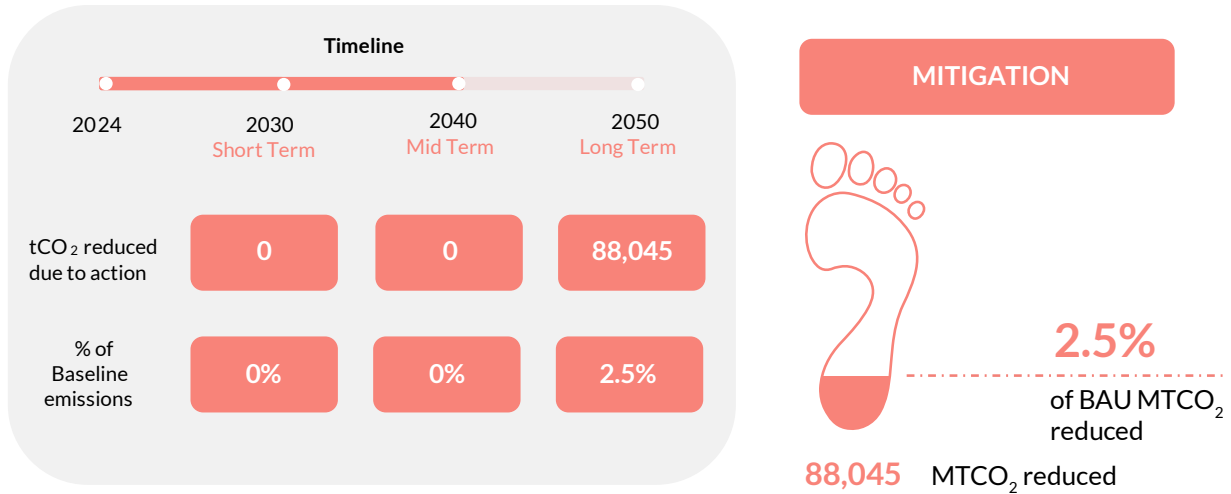 Timeline
2024
2030
2040
2050
Short Term
Mid Term
Long Term
tCO₂ reduced
due to action
0
0
88,045
% of
Baseline
emissions
0%
0%
2.5%
MITIGATION
2.5%
of BAU MTCO₂
reduced
88,045 MTCO₂ reduced